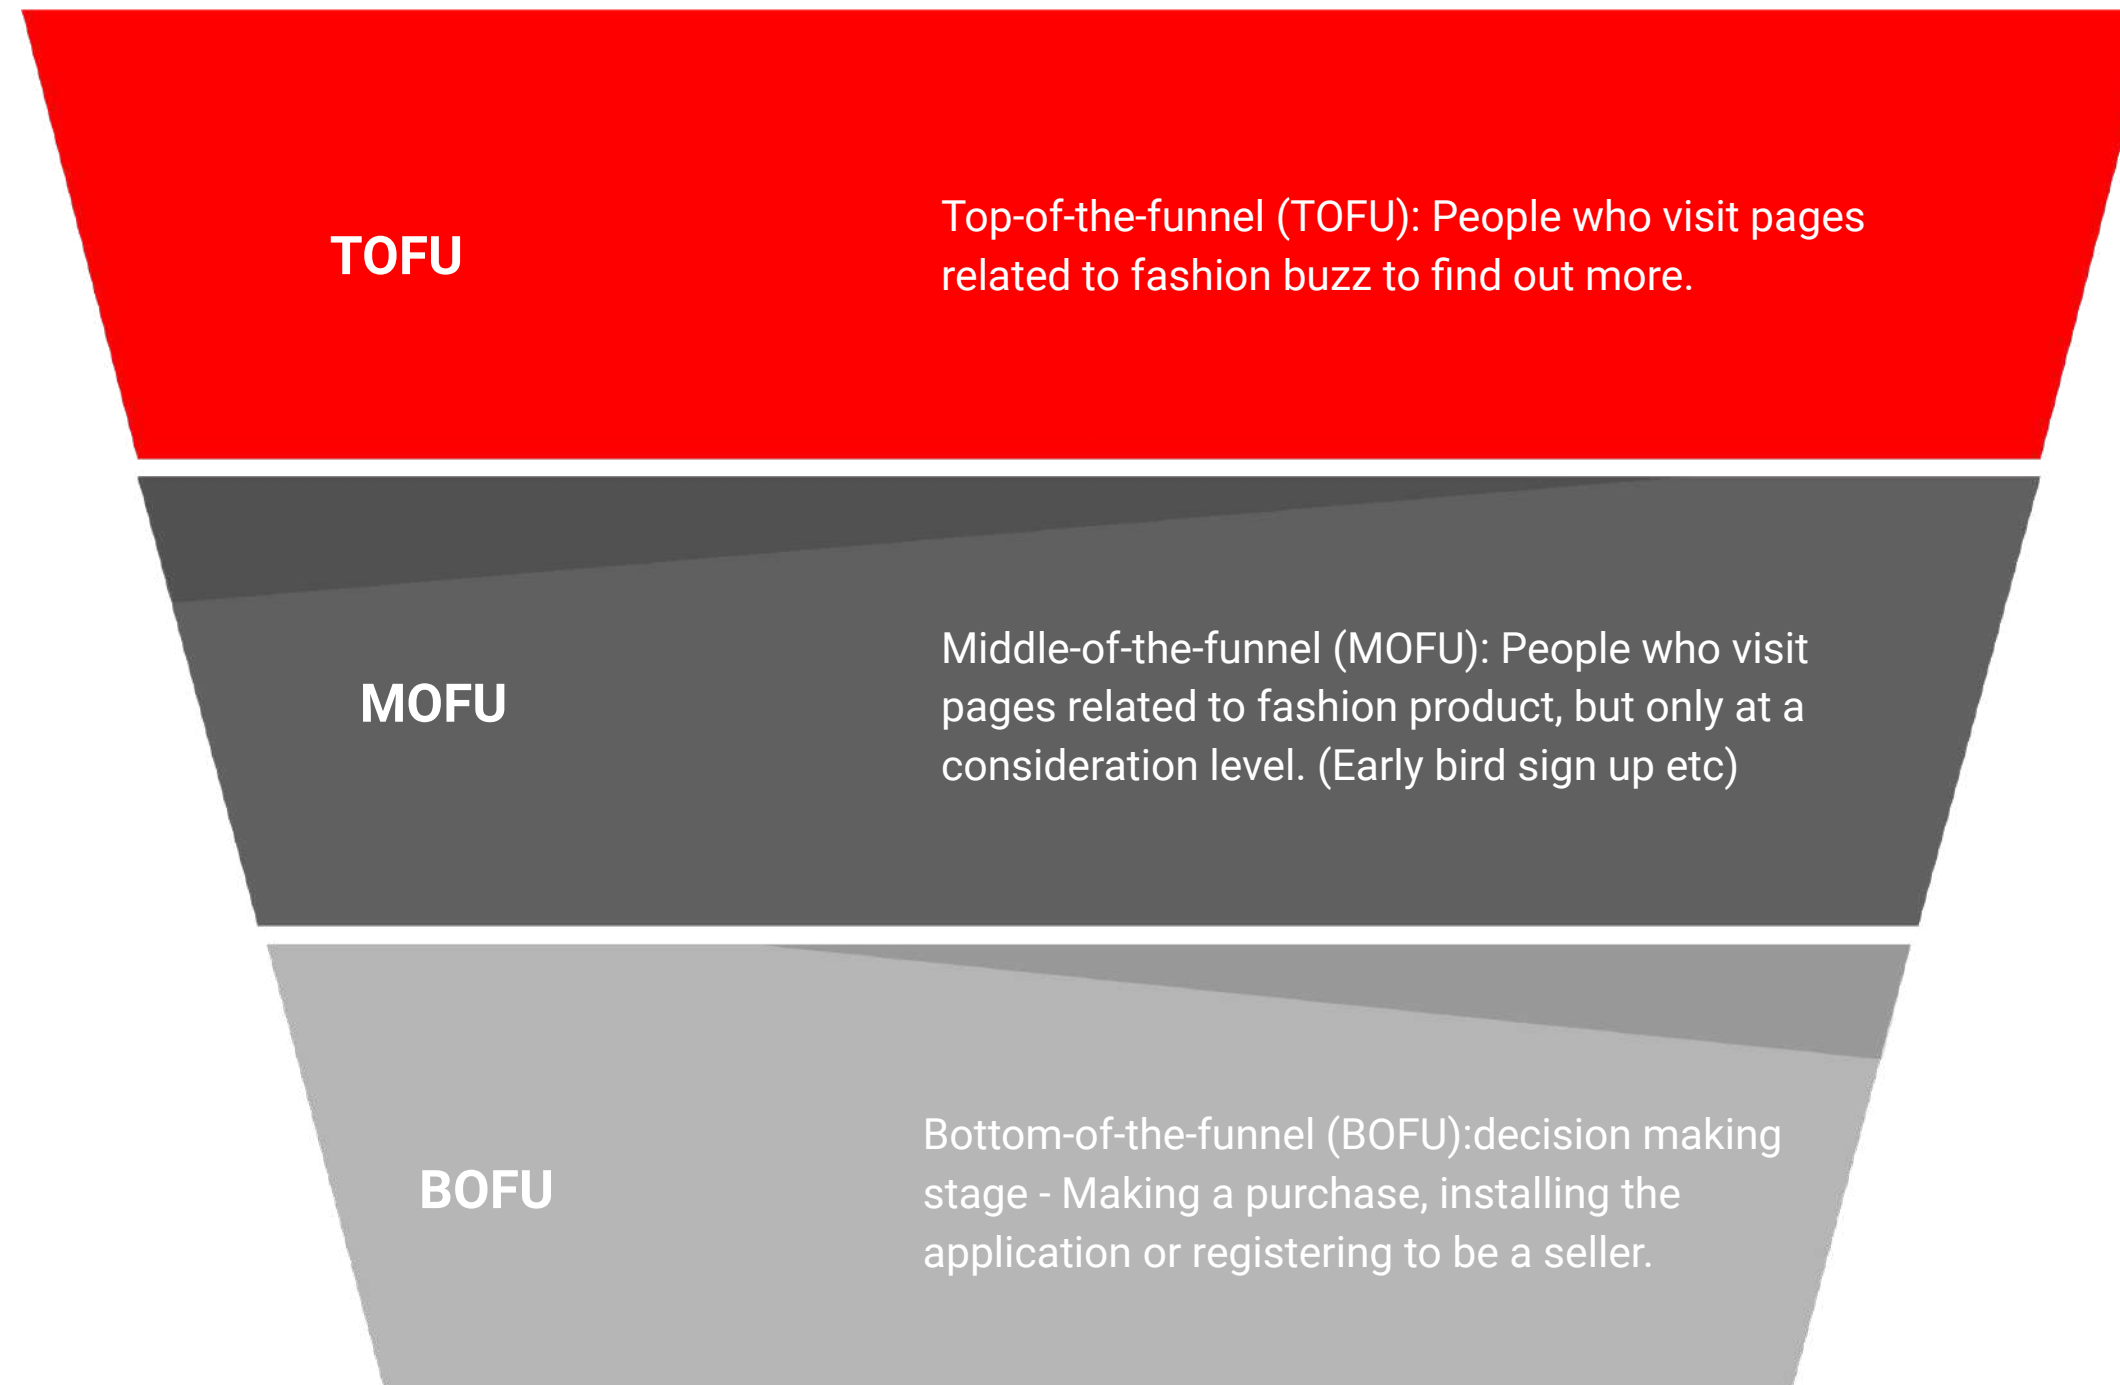 TOFU
Top-of-the-funnel (TOFU): People who visit pages
related to fashion buzz to find out more.
MOFU
Middle-of-the-funnel (MOFU): People who visit
pages related to fashion product, but only at a
consideration level. (Early bird sign up etc)
BOFU
Bottom-of-the-funnel (BOFU):decision making
stage - Making a purchase, installing the
application or registering to be a seller.